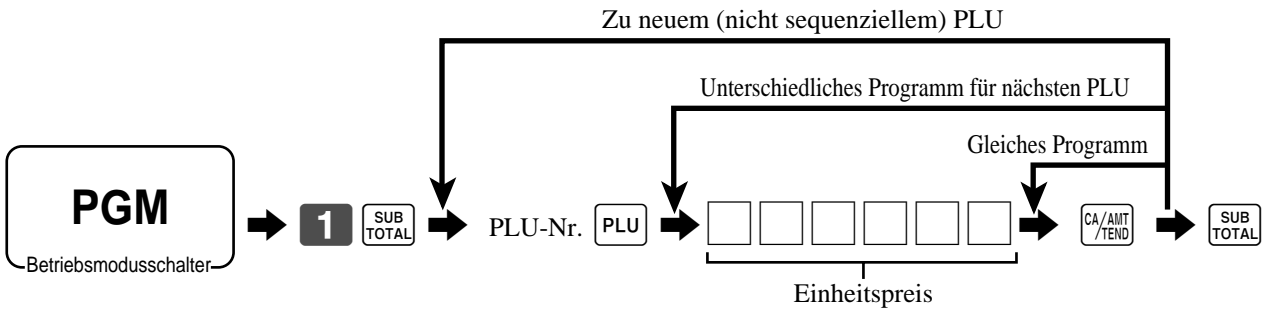 Zu neuem (nicht sequenziellem) PLU
Unterschiedliches Programm für nächsten PLU
Gleiches Programm
PGM
Betriebsmodusschalter
1 SUB TOTAL
PLU-Nr. PLU
CA/AMT TEND
SUB TOTAL
Einheitspreis